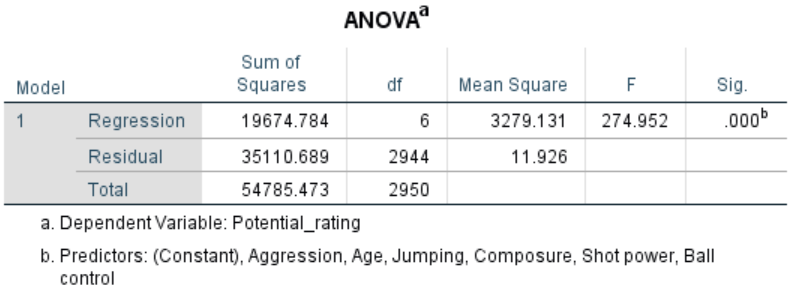 ANOVAa
Model Sum of Squares df Mean Square F Sig.
1 Regression 19674.784 6 3279.131 274.952 .000b
Residual 35110.689 2944 11.926
Total 54785.473 2950
a. Dependent Variable: Potential_rating
b. Predictors: (Constant), Aggression, Age, Jumping, Composure, Shot power, Ball
control